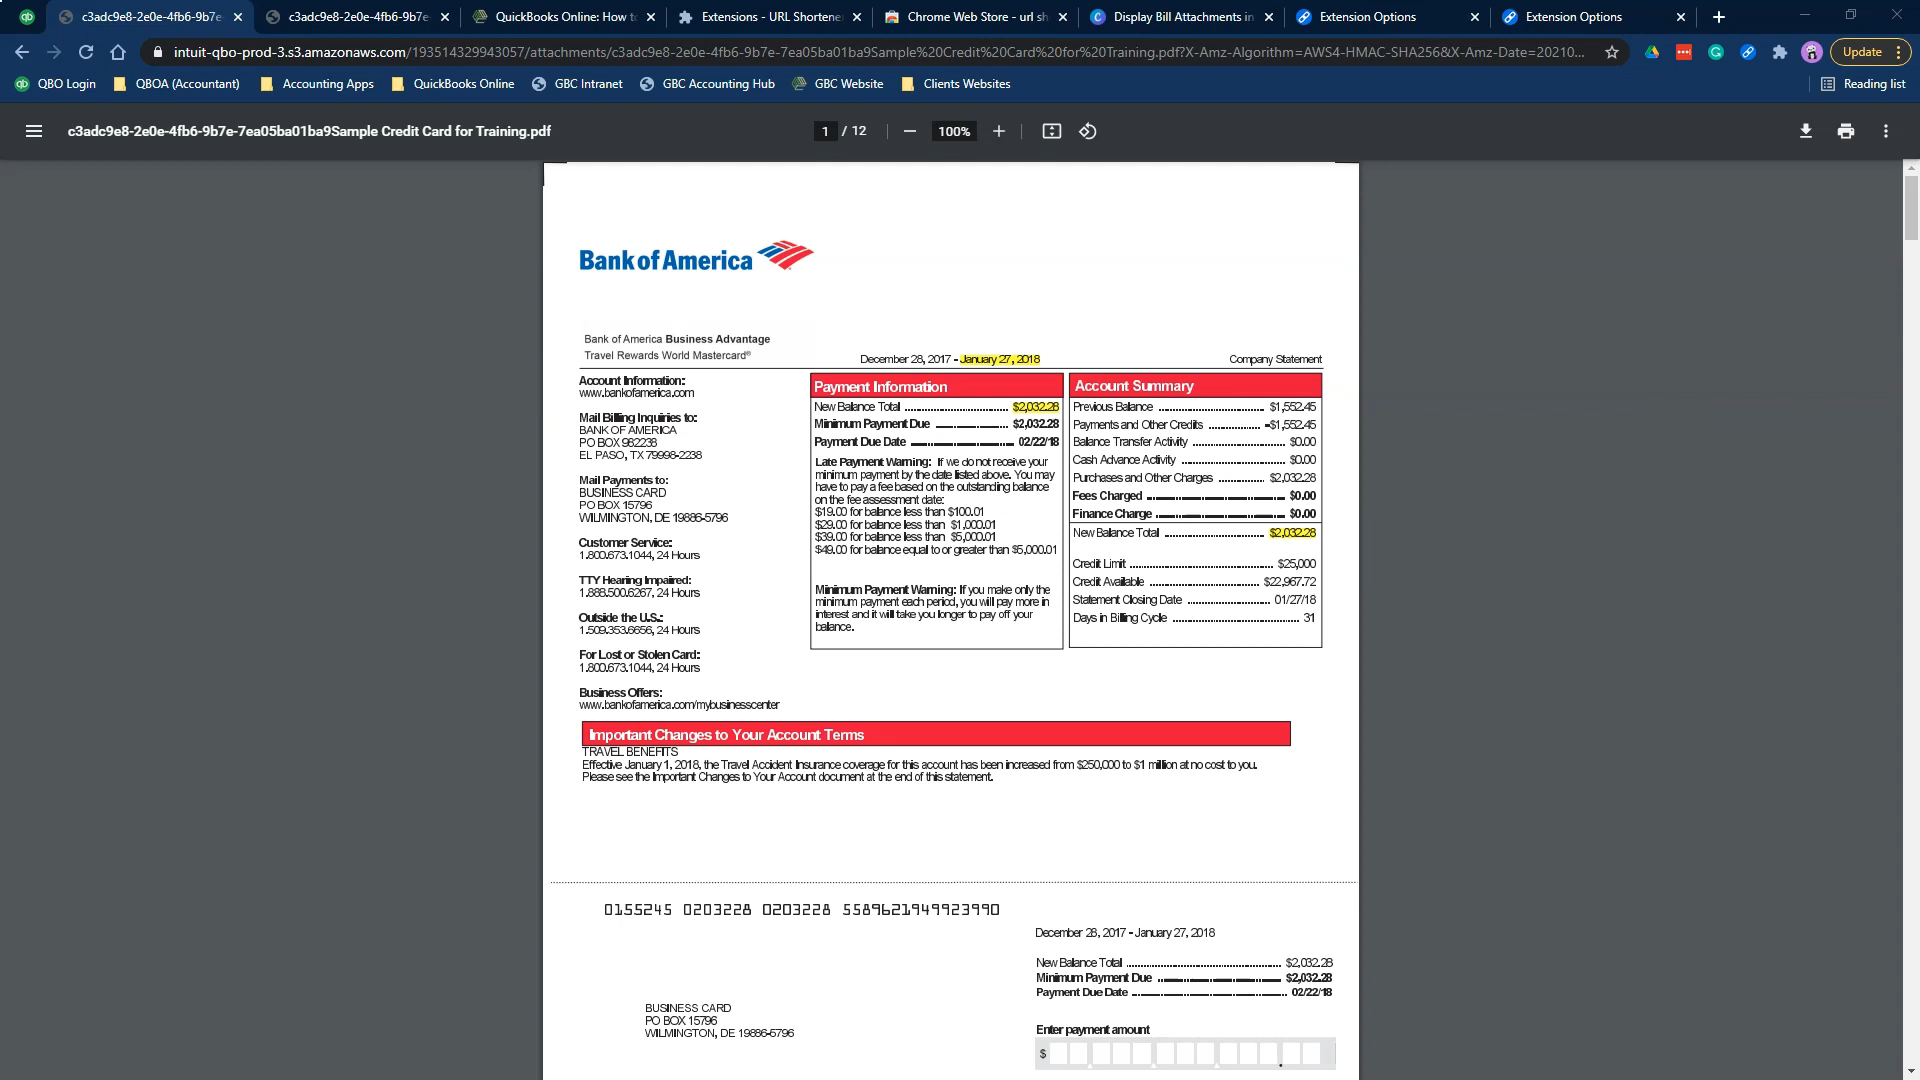 c3adc9e8-2e0e-4fb6-9b7e
c3adc9e8-2e0e-4fb6-9b7e-
QuickBooks Online: How t
Extensions - URL Shortene
Chrome Web Store - url sh
Display Bill Attachments in
Extension Options
Extension Options
intuit-qbo-prod-3.s3.amazonaws.com/193514329943057/attachments/c3adc9e8-2e0e-4fb6-9b7e-7ea05ba01ba9Sample%20Credit%20Card%20for%20Training.pdf?X-Amz-Algorithm=AWS4-HMAC-SHA256&X-Amz-Date=20210...
Update
QBO Login
QBOA (Accountant)
Accounting Apps
QuickBooks Online
GBC Intranet
GBC Accounting Hub
GBC Website
Clients Websites
Reading list
c3adc9e8-2e0e-4fb6-9b7e-7ea05ba01ba9Sample Credit Card for Training.pdf
1 / 12
100%
Bank of America
Bank of America Business Advantage
Travel Rewards World Mastercard®
December 28, 2017 - January 27, 2018
Company Statement
Account Information:
www.bankofamerica.com
Mail Billing Inquiries to:
BANK OF AMERICA
PO BOX 982238
EL PASO, TX 79998-2238
Mail Payments to:
BUSINESS CARD
PO BOX 15796
WILMINGTON, DE 19886-5796
Customer Service:
1.800.673.1044, 24 Hours
TTY Hearing Impaired:
1.888.500.6267, 24 Hours
Outside the U.S.:
1.509.353.6656, 24 Hours
For Lost or Stolen Card:
1.800.673.1044, 24 Hours
Business Offers:
www.bankofamerica.com/mybusinesscenter
Payment Information
New Balance Total ........ $2,032.28
Minimum Payment Due ........ $2,032.28
Payment Due Date ........ 02/22/18
Late Payment Warning: If we do not receive your
minimum payment by the date listed above. You may
have to pay a fee based on the outstanding balance
on the fee assessment date:
$19.00 for balance less than $100.01
$29.00 for balance less than $1,000.01
$39.00 for balance less than $5,000.01
$49.00 for balance equal to or greater than $5,000.01
Minimum Payment Warning: If you make only the
minimum payment each period, you will pay more in
interest and it will take you longer to pay off your
balance.
Account Summary
Previous Balance ........ $1,552.45
Payments and Other Credits ........ -$1,552.45
Balance Transfer Activity ........ $0.00
Cash Advance Activity ........ $0.00
Purchases and Other Charges ........ $2,032.28
Fees Charged ........ $0.00
Finance Charge ........ $0.00
New Balance Total ........ $2,032.28
Credit Limit ........ $25,000
Credit Available ........ $22,967.72
Statement Closing Date ........ 01/27/18
Days in Billing Cycle ........ 31
Important Changes to Your Account Terms
TRAVEL BENEFITS
Effective January 1, 2018, the Travel Accident Insurance coverage for this account has been increased from $250,000 to $1 million at no cost to you.
Please see the Important Changes to Your Account document at the end of this statement.
0155245 0203228 0203228 5589621949923990
December 28, 2017 - January 27, 2018
New Balance Total ........ $2,032.28
Minimum Payment Due ........ $2,032.28
Payment Due Date ........ 02/22/18
BUSINESS CARD
PO BOX 15796
WILMINGTON, DE 19886-5796
Enter payment amount
$